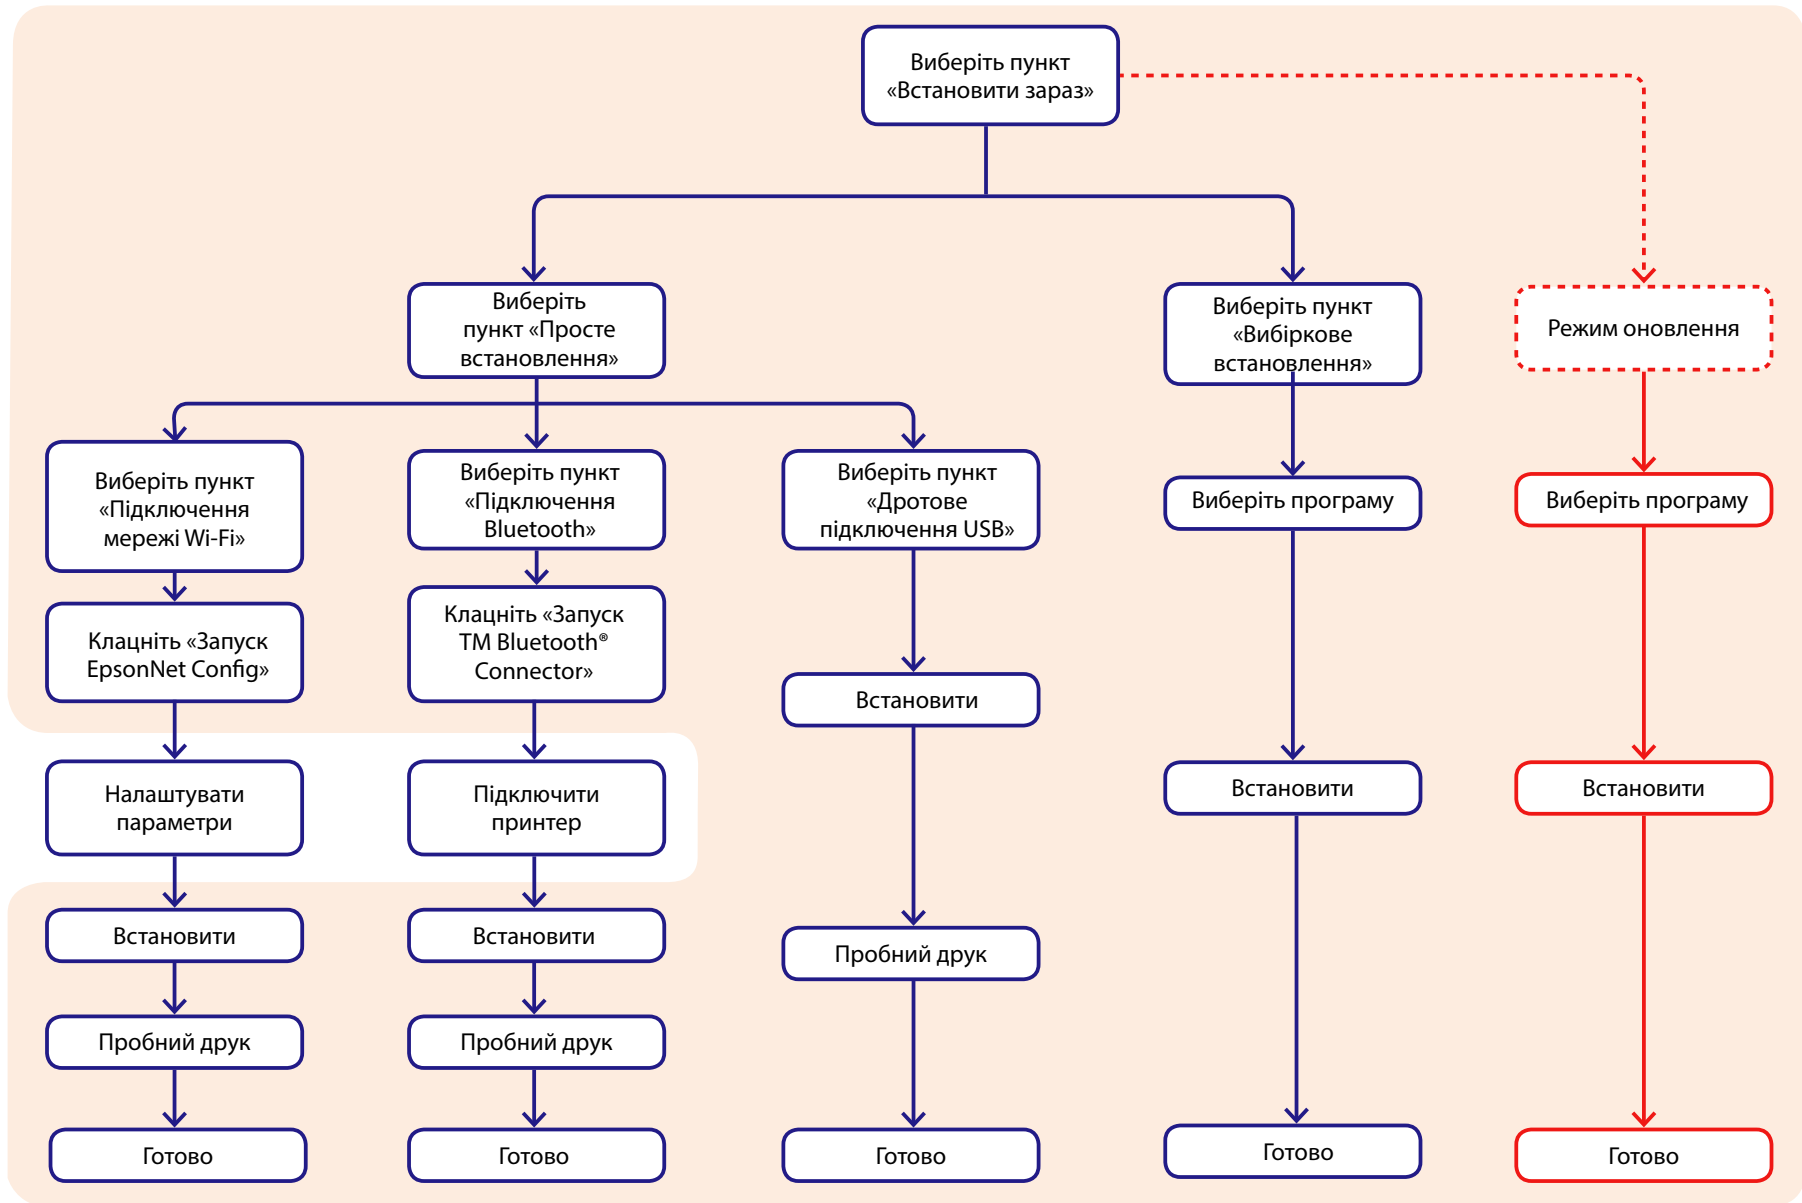 Виберіть пункт
«Встановити зараз»
Виберіть
пункт «Просте
встановлення»
Виберіть пункт
«Вибіркове
встановлення»
Режим оновлення
Виберіть пункт
«Підключення
мережі Wi-Fi»
Виберіть пункт
«Підключення
Bluetooth»
Виберіть пункт
«Дротове
підключення USB»
Виберіть програму
Виберіть програму
Клацніть «Запуск
EpsonNet Config»
Клацніть «Запуск
TM Bluetooth®
Connector»
Встановити
Налаштувати
параметри
Підключити
принтер
Встановити
Встановити
Встановити
Встановити
Пробний друк
Пробний друк
Пробний друк
Готово
Готово
Готово
Готово
Готово